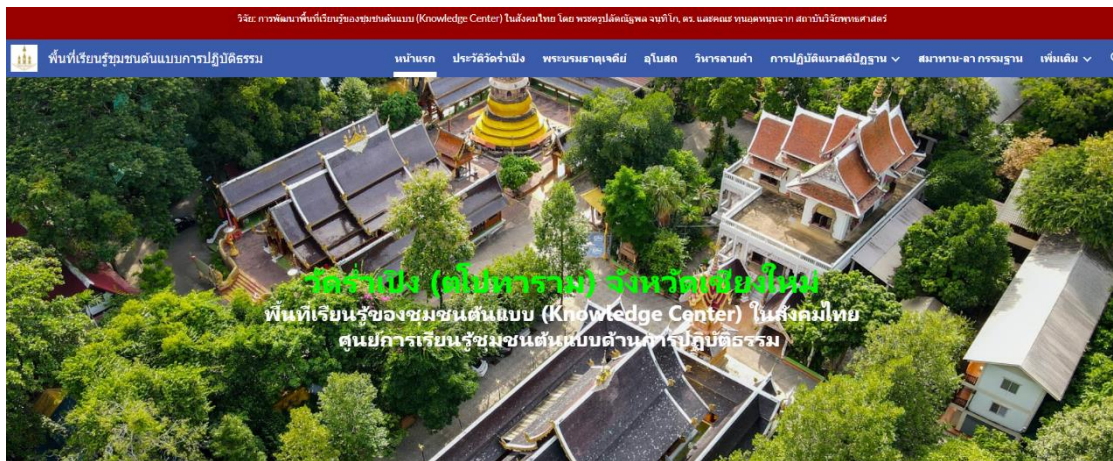 วิจัย: การพัฒนาพื้นที่เรียนรู้ของชุมชนต้นแบบ (Knowledge Center) ในสังคมไทย โดย พระครูปลัดณัฐพล จนฺทิโก, ดร. และคณะ ทุนอุดหนุนจาก สถาบันวิจัยพุทธศาสตร์
พื้นที่เรียนรู้ชุมชนต้นแบบการปฏิบัติธรรม หน้าแรก ประวัติวัดร่ำเปิง พระบรมธาตุเจดีย์ อุโบสถ วิหารลายคำ การปฏิบัติแนวสติปัฏฐาน สมาทาน-ลา กรรมฐาน เพิ่มเติม
วัดร่ำเปิง (ตโปทาราม) จังหวัดเชียงใหม่
พื้นที่เรียนรู้ของชุมชนต้นแบบ (Knowledge Center) ในสังคมไทย
ศูนย์การเรียนรู้ชุมชนต้นแบบด้านการปฏิบัติธรรม